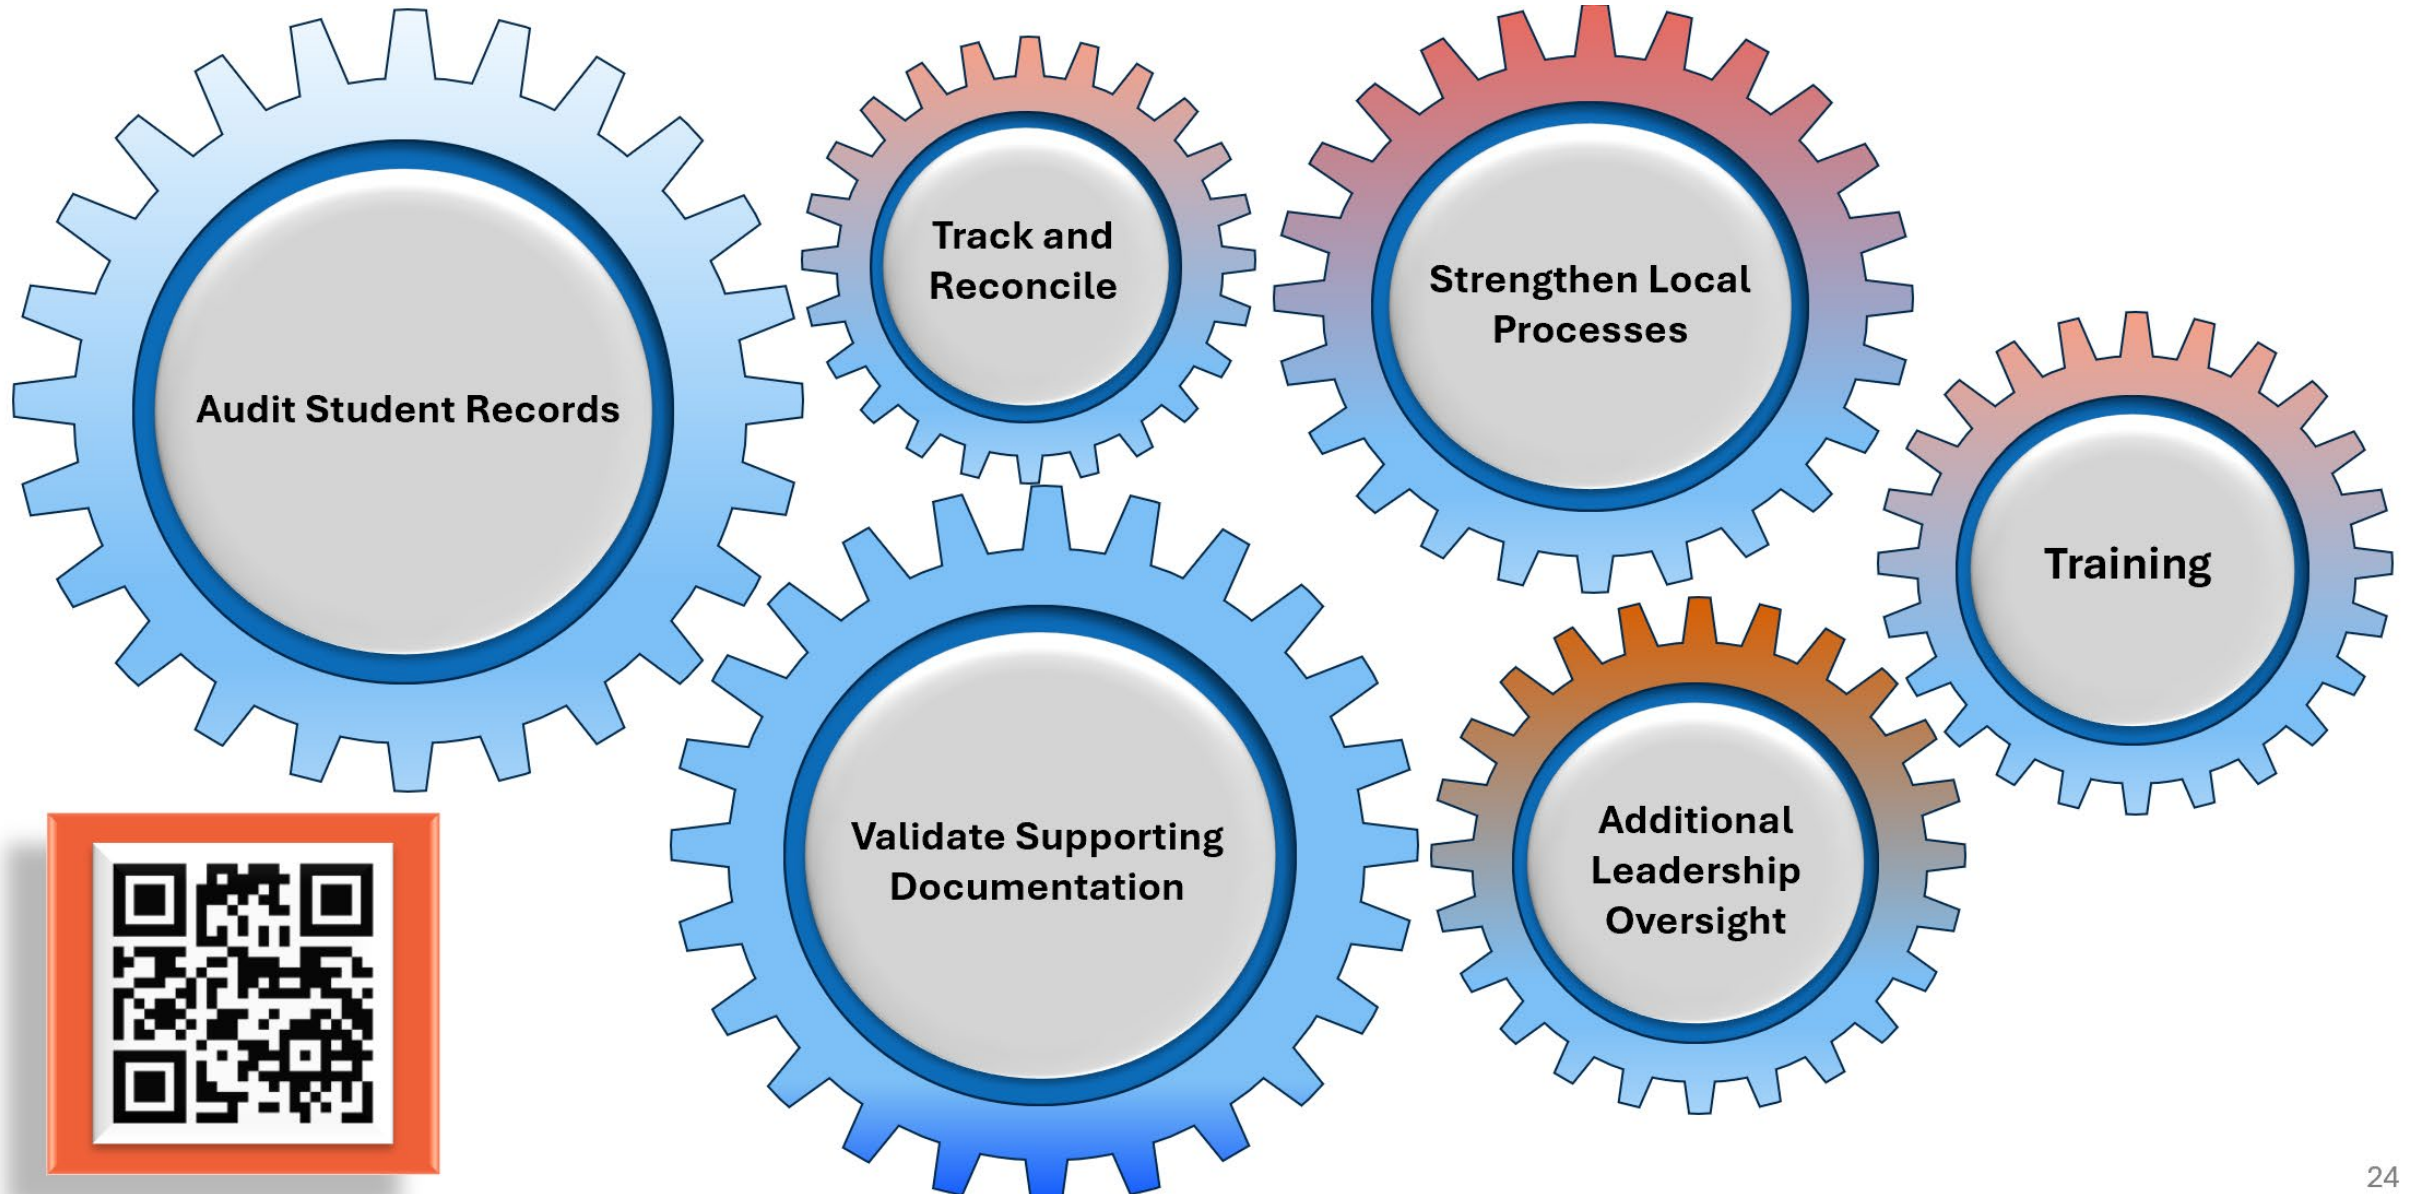 Audit Student Records
Track and
Reconcile
Strengthen Local
Processes
Training
Validate Supporting
Documentation
Additional
Leadership
Oversight
24